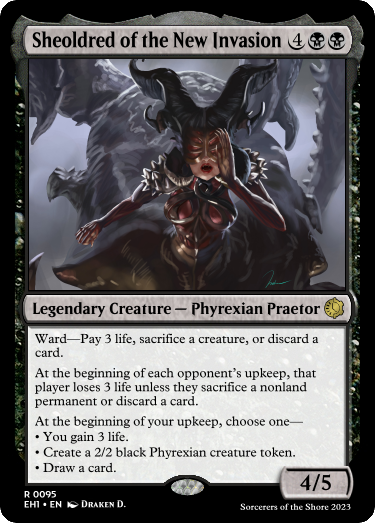 Sheoldred of the New Invasion 4
Legendary Creature — Phyrexian Praetor
Ward—Pay 3 life, sacrifice a creature, or discard a
card.
At the beginning of each opponent's upkeep, that
player loses 3 life unless they sacrifice a nonland
permanent or discard a card.
At the beginning of your upkeep, choose one—
• You gain 3 life.
• Create a 2/2 black Phyrexian creature token.
• Draw a card.
4/5
R 0095
EH1 • EN Draken D.
Sorcerers of the Shore 2023